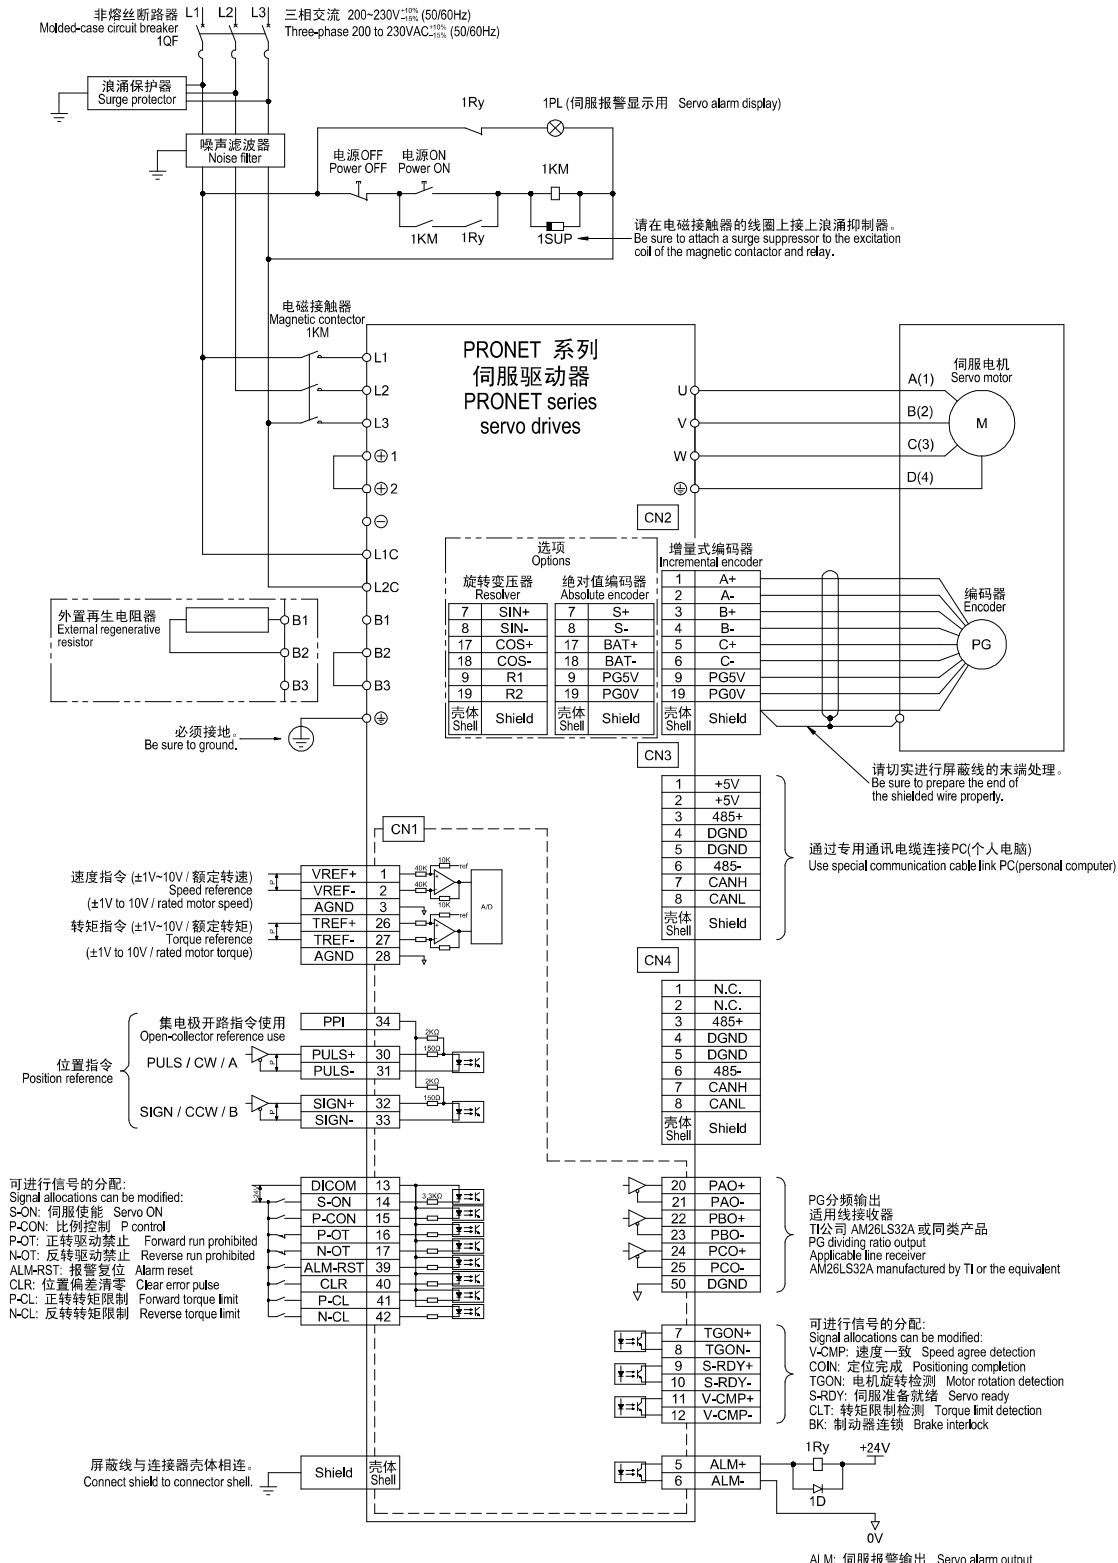 非熔丝断路器
Molded-case circuit breaker
1QF
L1 L2 L3
三相交流 200~230V+10% -15% (50/60Hz)
Three-phase 200 to 230VAC+10% -15% (50/60Hz)
浪涌保护器
Surge protector
噪声滤波器
Noise filter
1Ry
1PL (伺服报警显示用 Servo alarm display)
电源OFF
Power OFF
电源ON
Power ON
1KM
1KM
1Ry
1SUP
请在电磁接触器的线圈上接上浪涌抑制器。
Be sure to attach a surge suppressor to the excitation
coil of the magnetic contactor and relay.
电磁接触器
Magnetic contector
1KM
PRONET 系列
伺服驱动器
PRONET series
servo drives
L1
L2
L3
⊕1
⊕2
⊖
L1C
L2C
B1
B2
B3
U
V
W
A(1)
B(2)
C(3)
D(4)
伺服电机
Servo motor
M
外置再生电阻器
External regenerative
resistor
B1
B2
B3
必须接地。
Be sure to ground.
CN2
选项
Options
旋转变压器
Resolver
7 SIN+
8 SIN-
17 COS+
18 COS-
9 R1
19 R2
壳体
Shell
Shield
绝对值编码器
Absolute encoder
7 S+
8 S-
17 BAT+
18 BAT-
9 PG5V
19 PG0V
壳体
Shell
Shield
增量式编码器
Incremental encoder
1 A+
2 A-
3 B+
4 B-
5 C+
6 C-
9 PG5V
19 PG0V
壳体
Shell
Shield
编码器
Encoder
PG
请切实进行屏蔽线的末端处理。
Be sure to prepare the end of
the shielded wire properly.
CN3
1 +5V
2 +5V
3 485+
4 DGND
5 DGND
6 485-
7 CANH
8 CANL
壳体
Shell
Shield
通过专用通讯电缆连接PC(个人电脑)
Use special communication cable link PC(personal computer)
CN4
1 N.C.
2 N.C.
3 485+
4 DGND
5 DGND
6 485-
7 CANH
8 CANL
壳体
Shell
Shield
CN1
速度指令 (±1V~10V / 额定转速)
Speed reference
(±1V to 10V / rated motor speed)
转矩指令 (±1V~10V / 额定转矩)
Torque reference
(±1V to 10V / rated motor torque)
P
P
VREF+ 1
VREF- 2
AGND 3
TREF+ 26
TREF- 27
AGND 28
40K
40K
10K
10K
ref
ref
A/D
集电极开路指令使用
Open-collector reference use
位置指令
Position reference
PULS / CW / A
SIGN / CCW / B
P
P
PPI 34
PULS+ 30
PULS- 31
SIGN+ 32
SIGN- 33
2KΩ
150Ω
2KΩ
150Ω
可进行信号的分配:
Signal allocations can be modified:
S-ON: 伺服使能 Servo ON
P-CON: 比例控制 P control
P-OT: 正转驱动禁止 Forward run prohibited
N-OT: 反转驱动禁止 Reverse run prohibited
ALM-RST: 报警复位 Alarm reset
CLR: 位置偏差清零 Clear error pulse
P-CL: 正转转矩限制 Forward torque limit
N-CL: 反转转矩限制 Reverse torque limit
+24V
DICOM 13
S-ON 14
P-CON 15
P-OT 16
N-OT 17
ALM-RST 39
CLR 40
P-CL 41
N-CL 42
3.3KΩ
屏蔽线与连接器壳体相连。
Connect shield to connector shell.
Shield
壳体
Shell
20 PAO+
21 PAO-
22 PBO+
23 PBO-
24 PCO+
25 PCO-
50 DGND
PG分频输出
适用线接收器
TI公司 AM26LS32A 或同类产品
PG dividing ratio output
Applicable line receiver
AM26LS32A manufactured by TI or the equivalent
7 TGON+
8 TGON-
9 S-RDY+
10 S-RDY-
11 V-CMP+
12 V-CMP-
可进行信号的分配:
Signal allocations can be modified:
V-CMP: 速度一致 Speed agree detection
COIN: 定位完成 Positioning completion
TGON: 电机旋转检测 Motor rotation detection
S-RDY: 伺服准备就绪 Servo ready
CLT: 转矩限制检测 Torque limit detection
BK: 制动器连锁 Brake interlock
5 ALM+
6 ALM-
1Ry
+24V
1D
0V
ALM: 伺服报警输出 Servo alarm output